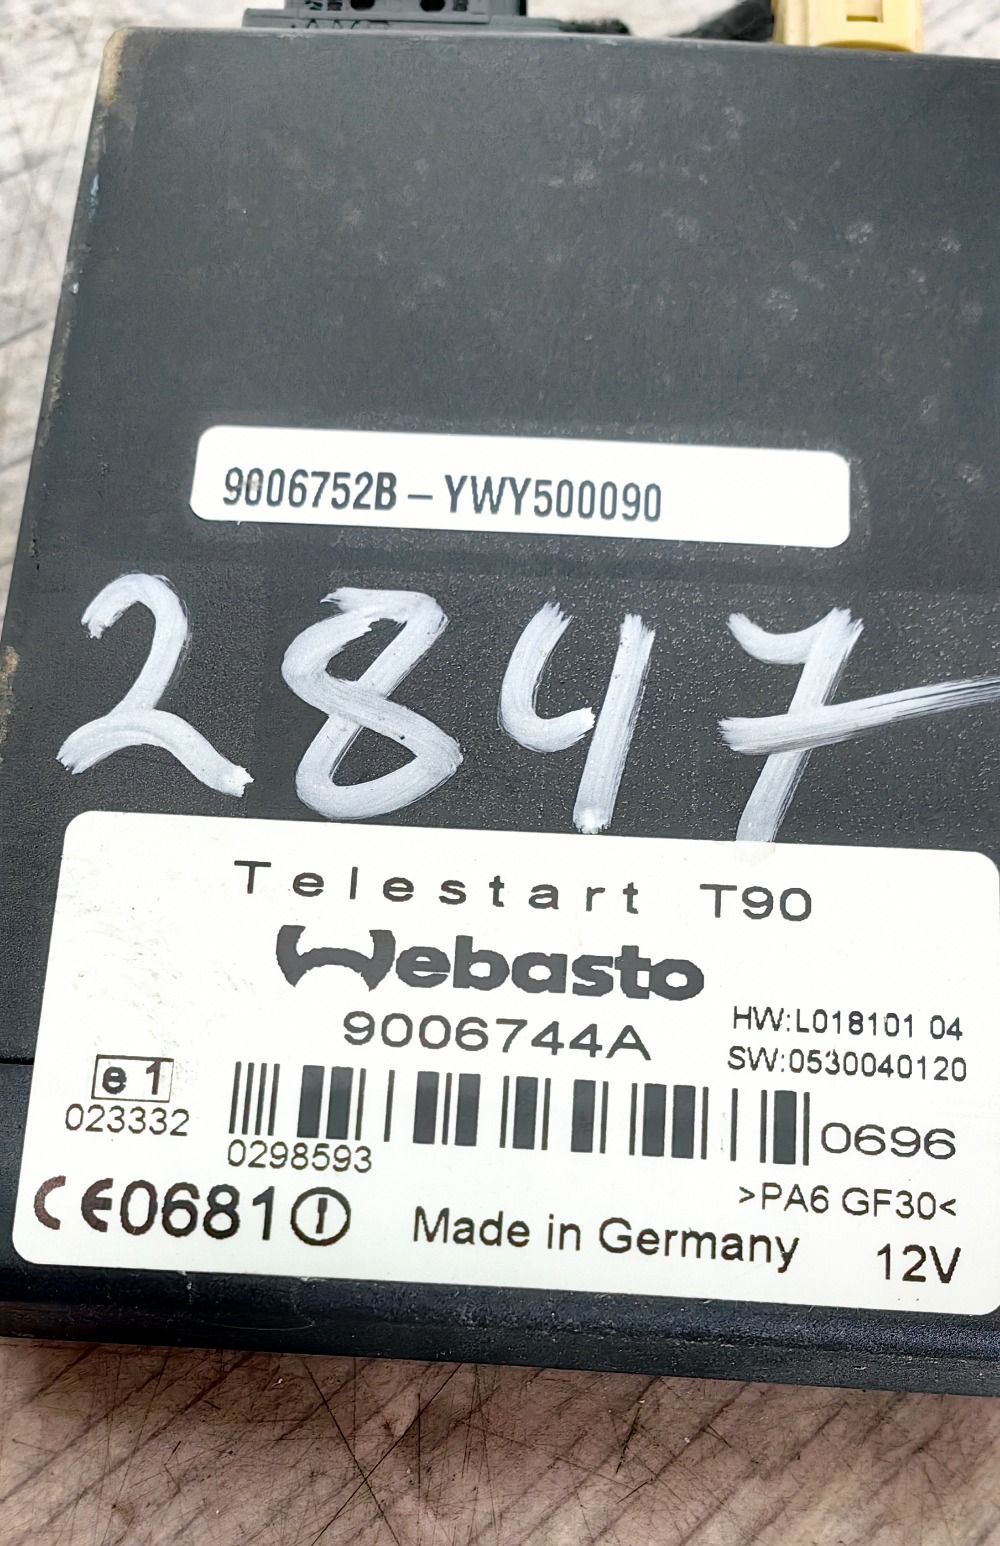 9006752B – YWY500090
2847
Telestart T90
Webasto
9006744A
HW:L018101 04
SW:0530040120
e 1
023332
0298593
0696
>PA6 GF30<
CE0681
Made in Germany 12V